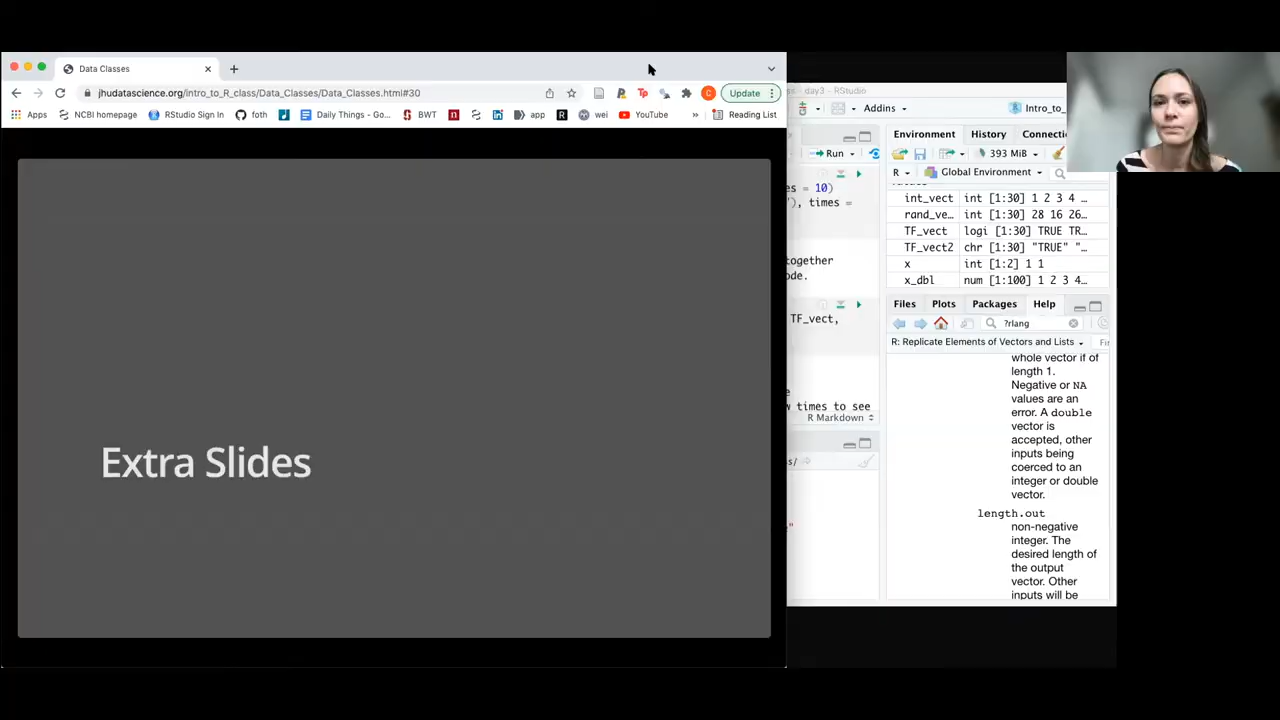 Data Classes
jhudatascience.org/intro_to_R_class/Data_Classes/Data_Classes.html#30
Update
Apps
NCBI homepage
RStudio Sign In
foth
Daily Things - Go...
BWT
app
wei
YouTube
»
Reading List
Extra Slides
day3 - RStudio
Addins
Intro_to_
Run
es = 10)
'), times =
together
ode.
TF_vect,
e
w times to see
R Markdown
s/
"
Environment
History
Connecti
393 MiB
R
Global Environment
int_vect int [1:30] 1 2 3 4 …
rand_ve… int [1:30] 28 16 26…
TF_vect logi [1:30] TRUE TR…
TF_vect2 chr [1:30] "TRUE" "…
x int [1:2] 1 1
x_dbl num [1:100] 1 2 3 4…
Files
Plots
Packages
Help
?rlang
R: Replicate Elements of Vectors and Lists
Fi
whole vector if of
length 1.
Negative or NA
values are an
error. A double
vector is
accepted, other
inputs being
coerced to an
integer or double
vector.
length.out
non-negative
integer. The
desired length of
the output
vector. Other
inputs will be